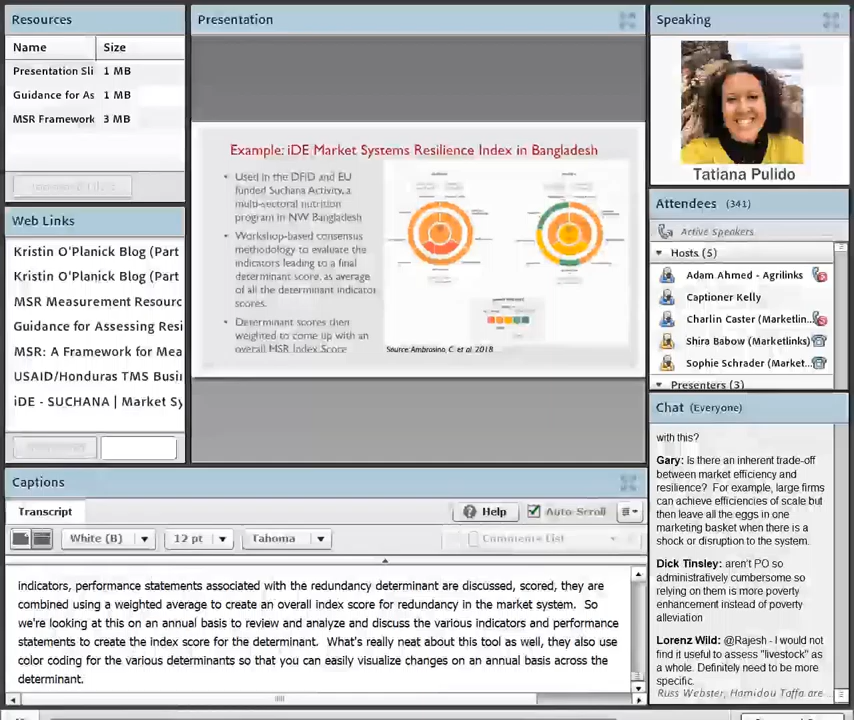 Resources
Name Size
Presentation Sli 1 MB
Guidance for As 1 MB
MSR Framework 3 MB
Web Links
Kristin O'Planick Blog (Part
Kristin O'Planick Blog (Part
MSR Measurement Resourc
Guidance for Assessing Resi
MSR: A Framework for Mea
USAID/Honduras TMS Busin
iDE - SUCHANA | Market Sy
Presentation
Example: iDE Market Systems Resilience Index in Bangladesh
• Used in the DFID and EU
funded Suchana Activity, a
multi-sectoral nutrition
program in NW Bangladesh
• Workshop-based consensus
methodology to evaluate the
indicators leading to a final
determinant score, as average
of all the determinant indicator
scores.
• Determinant scores then
weighted to come up with an
overall MSR Index Score
Source: Ambrosino, C. et al. 2018
Captions
Transcript
Help
Auto-Scroll
White (B)
12 pt
Tahoma
Comments List
indicators, performance statements associated with the redundancy determinant are discussed, scored, they are
combined using a weighted average to create an overall index score for redundancy in the market system. So
we're looking at this on an annual basis to review and analyze and discuss the various indicators and performance
statements to create the index score for the determinant. What's really neat about this tool as well, they also use
color coding for the various determinants so that you can easily visualize changes on an annual basis across the
determinant.
Speaking
Tatiana Pulido
Attendees (341)
Active Speakers
Hosts (5)
Adam Ahmed - Agrilinks
Captioner Kelly
Charlin Caster (Marketlin...
Shira Babow (Marketlinks)
Sophie Schrader (Market...
Presenters (3)
Chat (Everyone)
with this?
Gary: Is there an inherent trade-off
between market efficiency and
resilience? For example, large firms
can achieve efficiencies of scale but
then leave all the eggs in one
marketing basket when there is a
shock or disruption to the system.
Dick Tinsley: aren't PO so
administratively cumbersome so
relying on them is more poverty
enhancement instead of poverty
alleviation
Lorenz Wild: @Rajesh - I would not
find it useful to assess "livestock" as
a whole. Definitely need to be more
specific.
Russ Webster, Hamidou Taffa are